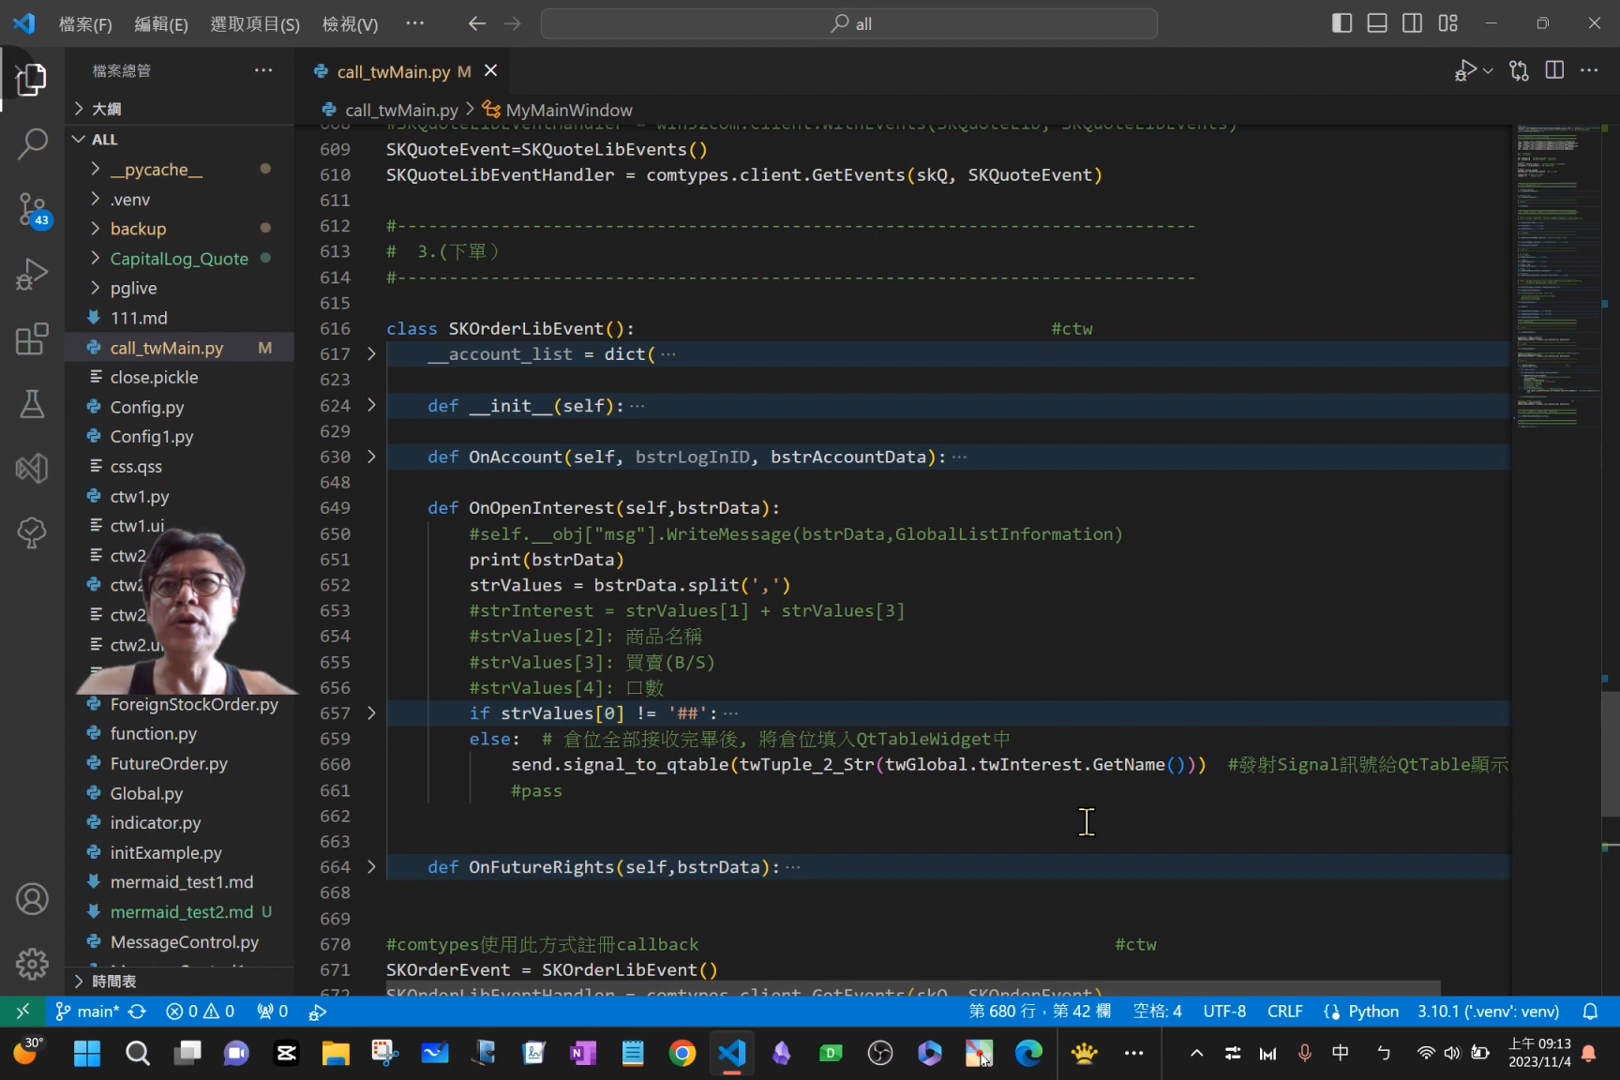 檔案(F) 編輯(E) 選取項目(S) 檢視(V) ··· all
檔案總管 ···
call_twMain.py M
大綱
call_twMain.py > MyMainWindow
ALL
__pycache__
.venv
backup
CapitalLog_Quote
pglive
111.md
call_twMain.py M
close.pickle
Config.py
Config1.py
css.qss
ctw1.py
ctw1.ui
ctw2
ctw2
ctw2
ctw2.u
ForeignStockOrder.py
function.py
FutureOrder.py
Global.py
indicator.py
initExample.py
mermaid_test1.md
mermaid_test2.md U
MessageControl.py
時間表
43
609 SKQuoteEvent=SKQuoteLibEvents()
610 SKQuoteLibEventHandler = comtypes.client.GetEvents(skQ, SKQuoteEvent)
611
612 #-----------------------------------------------------------------------------
613 # 3.(下單）
614 #-----------------------------------------------------------------------------
615
616 class SKOrderLibEvent(): #ctw
617 __account_list = dict( ···
623
624 def __init__(self): ···
629
630 def OnAccount(self, bstrLogInID, bstrAccountData): ···
648
649 def OnOpenInterest(self,bstrData):
650 #self.__obj["msg"].WriteMessage(bstrData,GlobalListInformation)
651 print(bstrData)
652 strValues = bstrData.split(',')
653 #strInterest = strValues[1] + strValues[3]
654 #strValues[2]: 商品名稱
655 #strValues[3]: 買賣(B/S)
656 #strValues[4]: 口數
657 if strValues[0] != '##': ···
659 else: # 倉位全部接收完畢後, 將倉位填入QtTableWidget中
660 send.signal_to_qtable(twTuple_2_Str(twGlobal.twInterest.GetName())) #發射Signal訊號給QtTable顯示
661 #pass
662
663
664 def OnFutureRights(self,bstrData): ···
668
669
670 #comtypes使用此方式註冊callback #ctw
671 SKOrderEvent = SKOrderLibEvent()
main* 0 0 0 第 680 行，第 42 欄 空格: 4 UTF-8 CRLF Python 3.10.1 ('.venv': venv)
30° 中 上午 09:13
2023/11/4